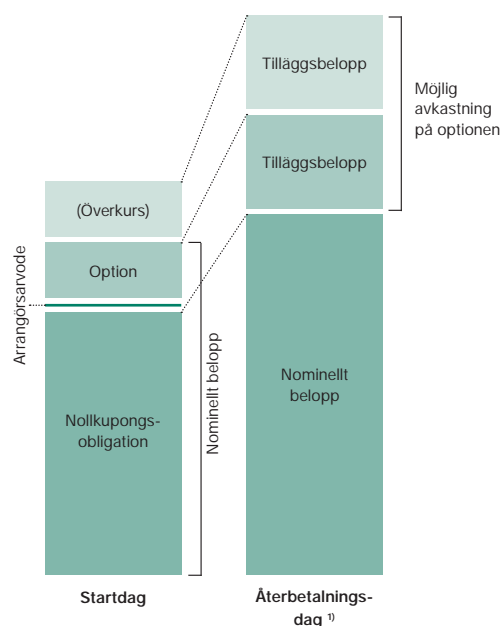 Tilläggsbelopp
Tilläggsbelopp
Möjlig
avkastning
på optionen
(Överkurs)
Option
Arrangörsarvode
Nollkupongs-
obligation
Nominellt belopp
Nominellt
belopp
Startdag
Återbetalnings-
dag ¹⁾